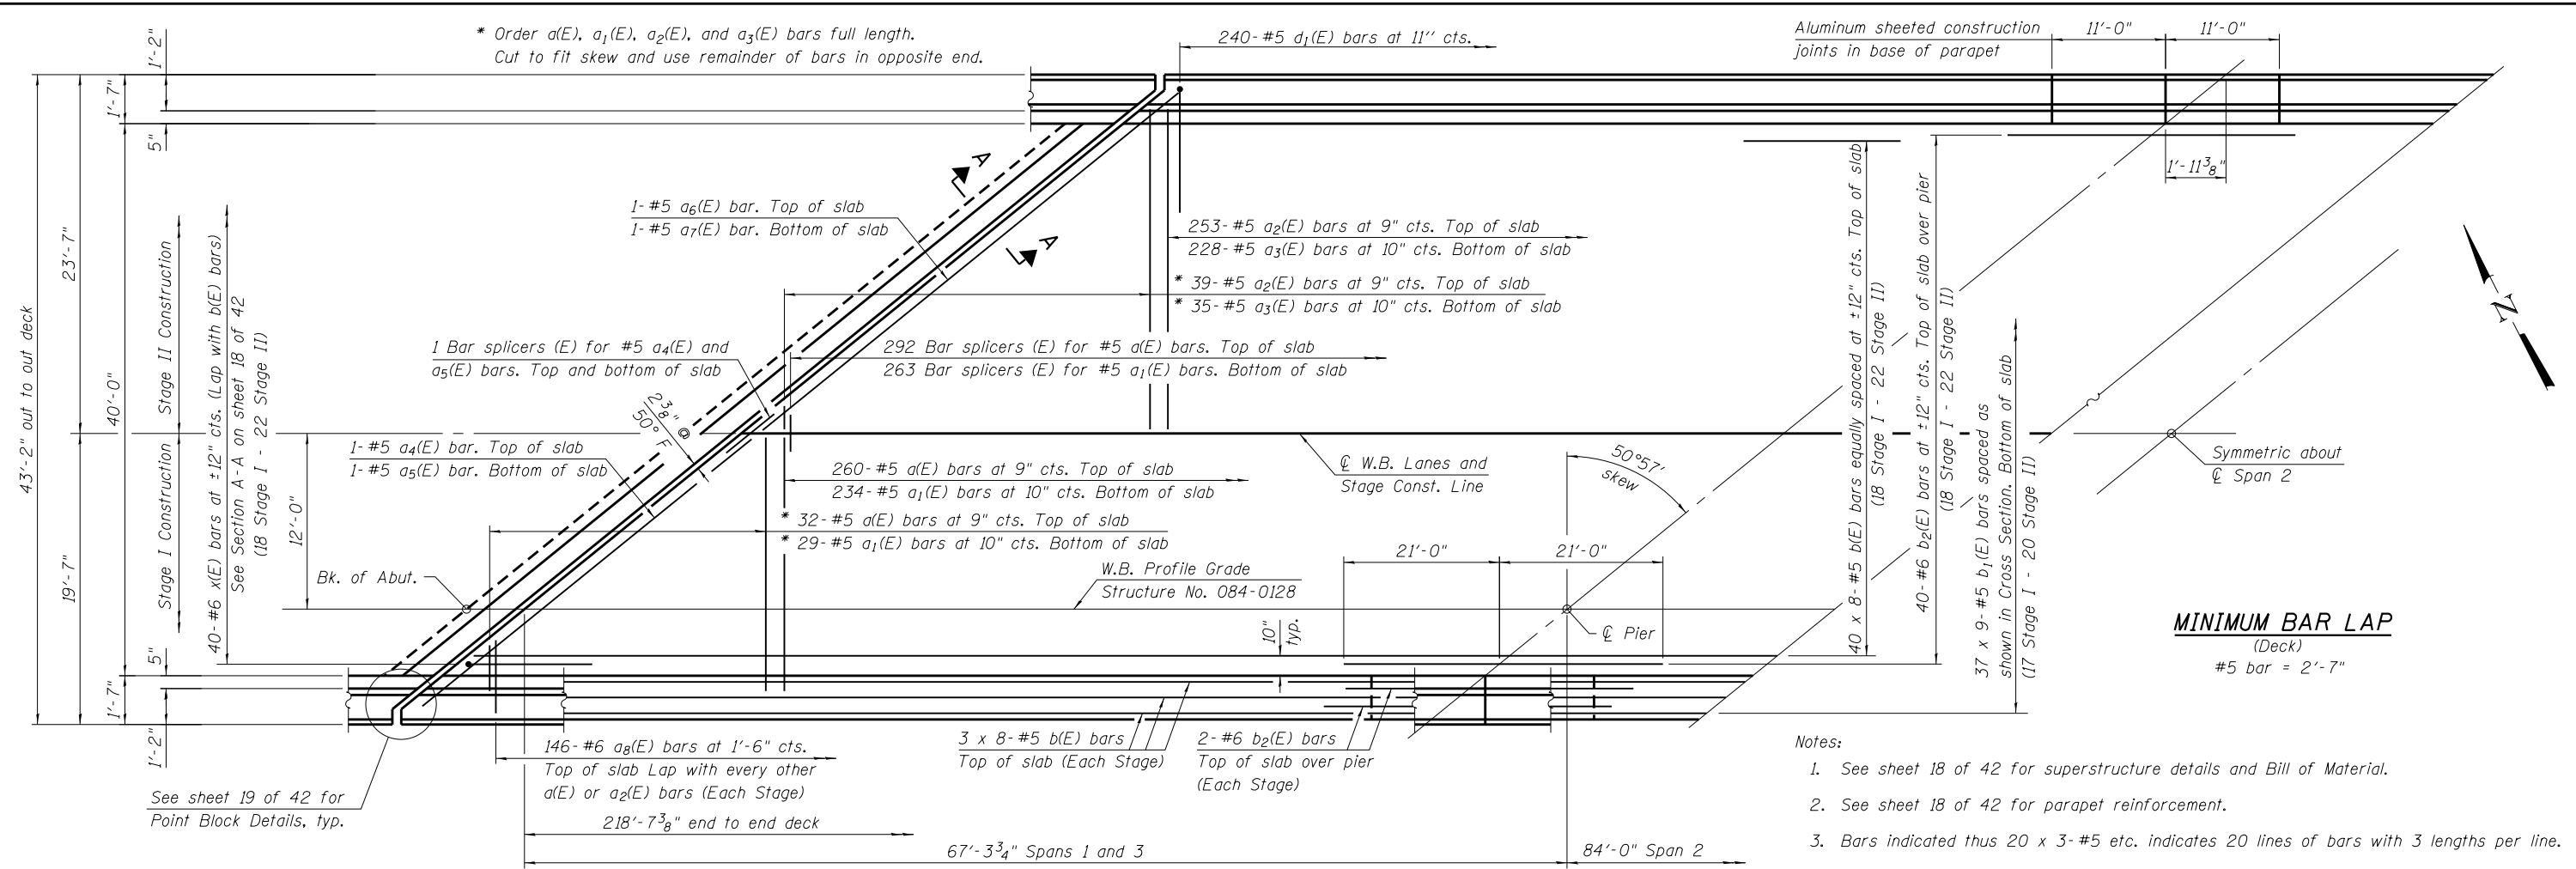 * Order a(E), a1(E), a2(E), and a3(E) bars full length.
Cut to fit skew and use remainder of bars in opposite end.
240-#5 d1(E) bars at 11" cts.
Aluminum sheeted construction
joints in base of parapet
11'-0"
11'-0"
1'-11 3/8"
1'-2"
1'-7"
5"
43'-2" out to out deck
23'-7"
19'-7"
40'-0"
Stage II Construction
Stage I Construction
40-#6 x(E) bars at ±12" cts. (Lap with b(E) bars)
See Section A-A on sheet 18 of 42
(18 Stage I - 22 Stage II)
12'-0"
5"
1'-7"
1'-2"
A
A
1-#5 a6(E) bar. Top of slab
1-#5 a7(E) bar. Bottom of slab
253-#5 a2(E) bars at 9" cts. Top of slab
228-#5 a3(E) bars at 10" cts. Bottom of slab
* 39-#5 a2(E) bars at 9" cts. Top of slab
* 35-#5 a3(E) bars at 10" cts. Bottom of slab
1 Bar splicers (E) for #5 a4(E) and
a5(E) bars. Top and bottom of slab
292 Bar splicers (E) for #5 a(E) bars. Top of slab
263 Bar splicers (E) for #5 a1(E) bars. Bottom of slab
2 3/8" @
50° F
1-#5 a4(E) bar. Top of slab
1-#5 a5(E) bar. Bottom of slab
260-#5 a(E) bars at 9" cts. Top of slab
234-#5 a1(E) bars at 10" cts. Bottom of slab
* 32-#5 a(E) bars at 9" cts. Top of slab
* 29-#5 a1(E) bars at 10" cts. Bottom of slab
℄ W.B. Lanes and
Stage Const. Line
50°57'
skew
40 x 8-#5 b(E) bars equally spaced at ±12" cts. Top of slab
(18 Stage I - 22 Stage II)
40-#6 b2(E) bars at ±12" cts. Top of slab over pier
(18 Stage I - 22 Stage II)
37 x 9-#5 b1(E) bars spaced as
shown in Cross Section. Bottom of slab
(17 Stage I - 20 Stage II)
N
Symmetric about
℄ Span 2
Bk. of Abut.
W.B. Profile Grade
Structure No. 084-0128
21'-0"
21'-0"
10"
typ.
℄ Pier
MINIMUM BAR LAP
(Deck)
#5 bar = 2'-7"
146-#6 a8(E) bars at 1'-6" cts.
Top of slab Lap with every other
a(E) or a2(E) bars (Each Stage)
3 x 8-#5 b(E) bars
Top of slab (Each Stage)
2-#6 b2(E) bars
Top of slab over pier
(Each Stage)
See sheet 19 of 42 for
Point Block Details, typ.
218'-7 3/8" end to end deck
67'-3 3/4" Spans 1 and 3
84'-0" Span 2
Notes:
1. See sheet 18 of 42 for superstructure details and Bill of Material.
2. See sheet 18 of 42 for parapet reinforcement.
3. Bars indicated thus 20 x 3-#5 etc. indicates 20 lines of bars with 3 lengths per line.